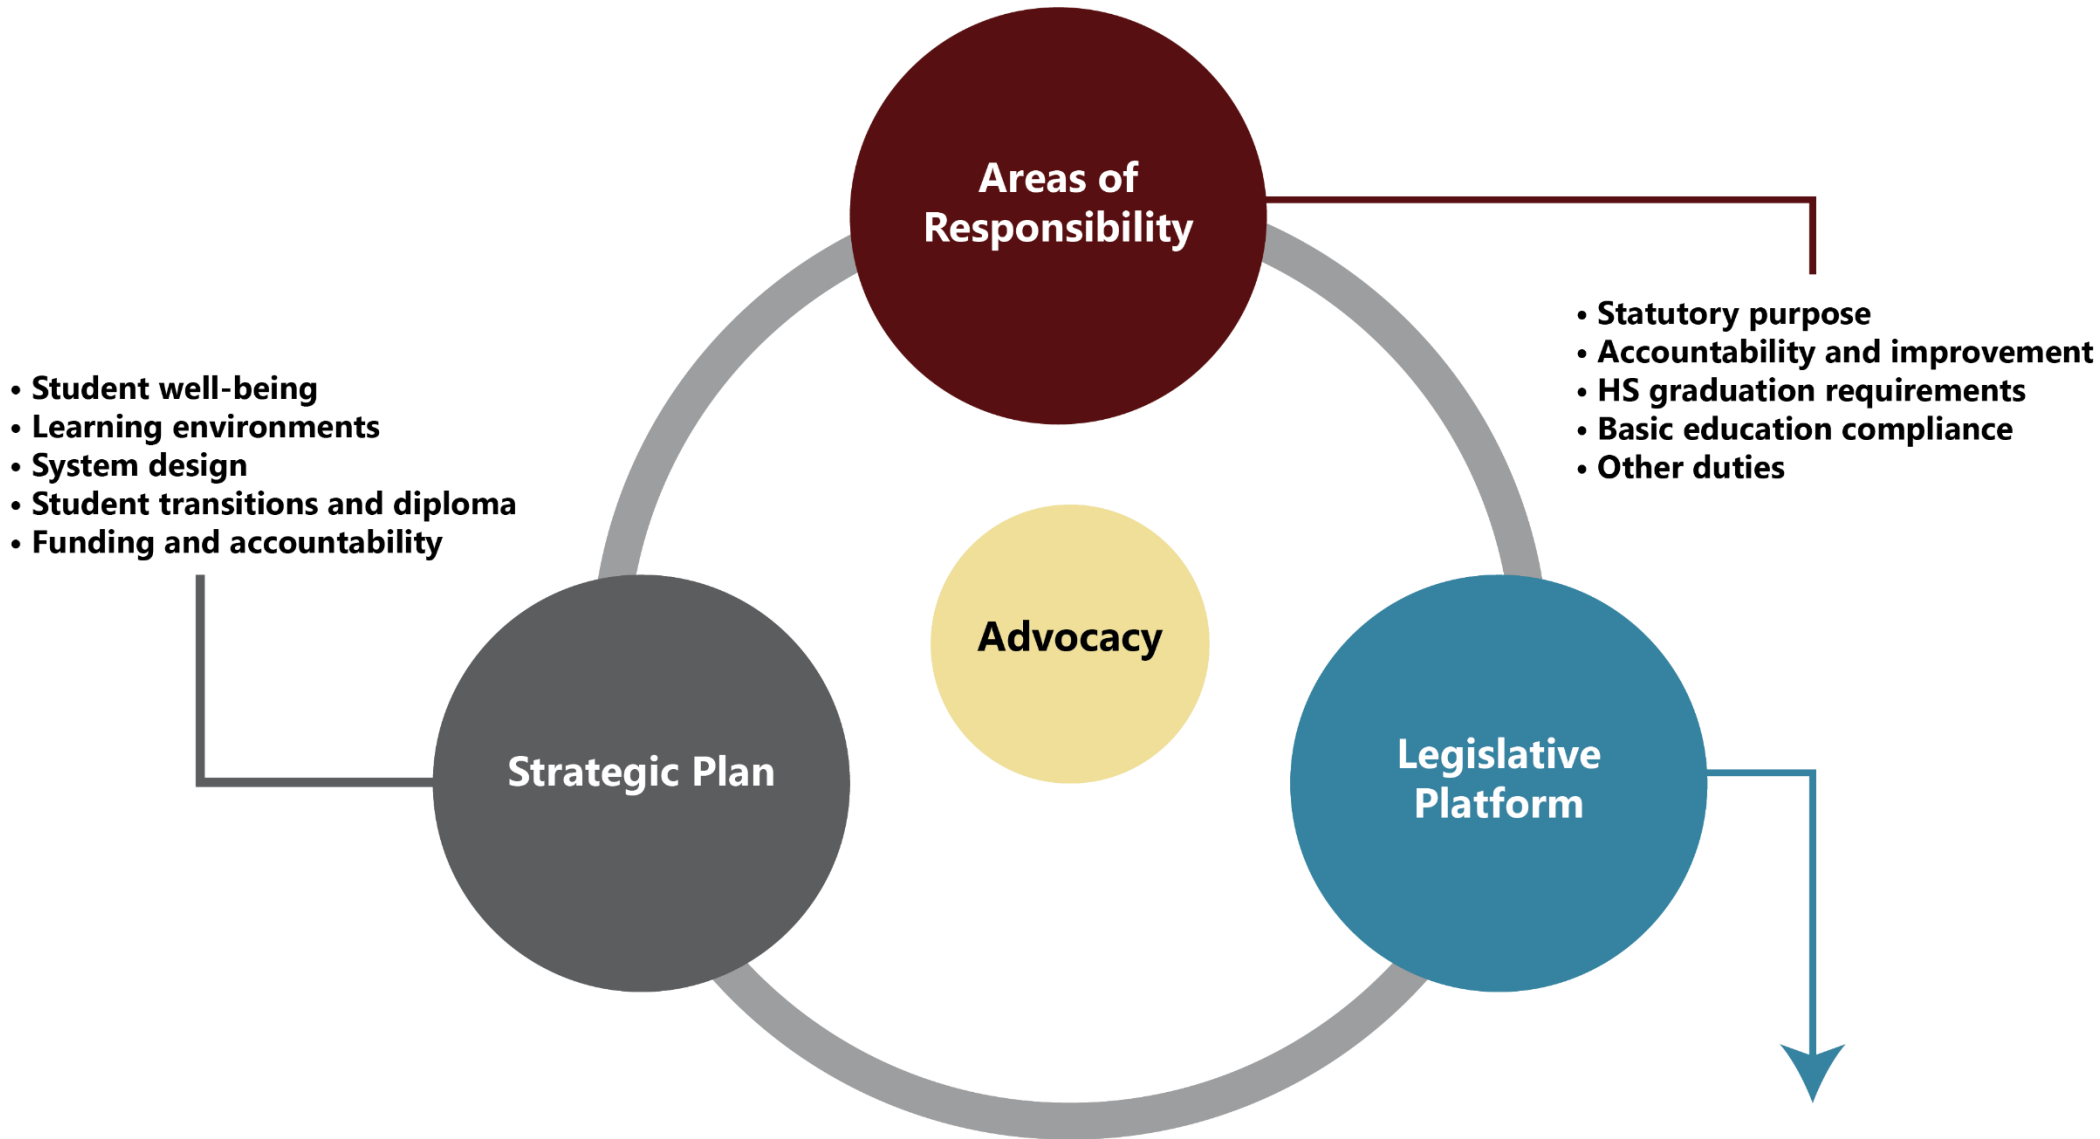 Areas of
Responsibility
• Statutory purpose
• Accountability and improvement
• HS graduation requirements
• Basic education compliance
• Other duties
• Student well-being
• Learning environments
• System design
• Student transitions and diploma
• Funding and accountability
Advocacy
Strategic Plan
Legislative
Platform